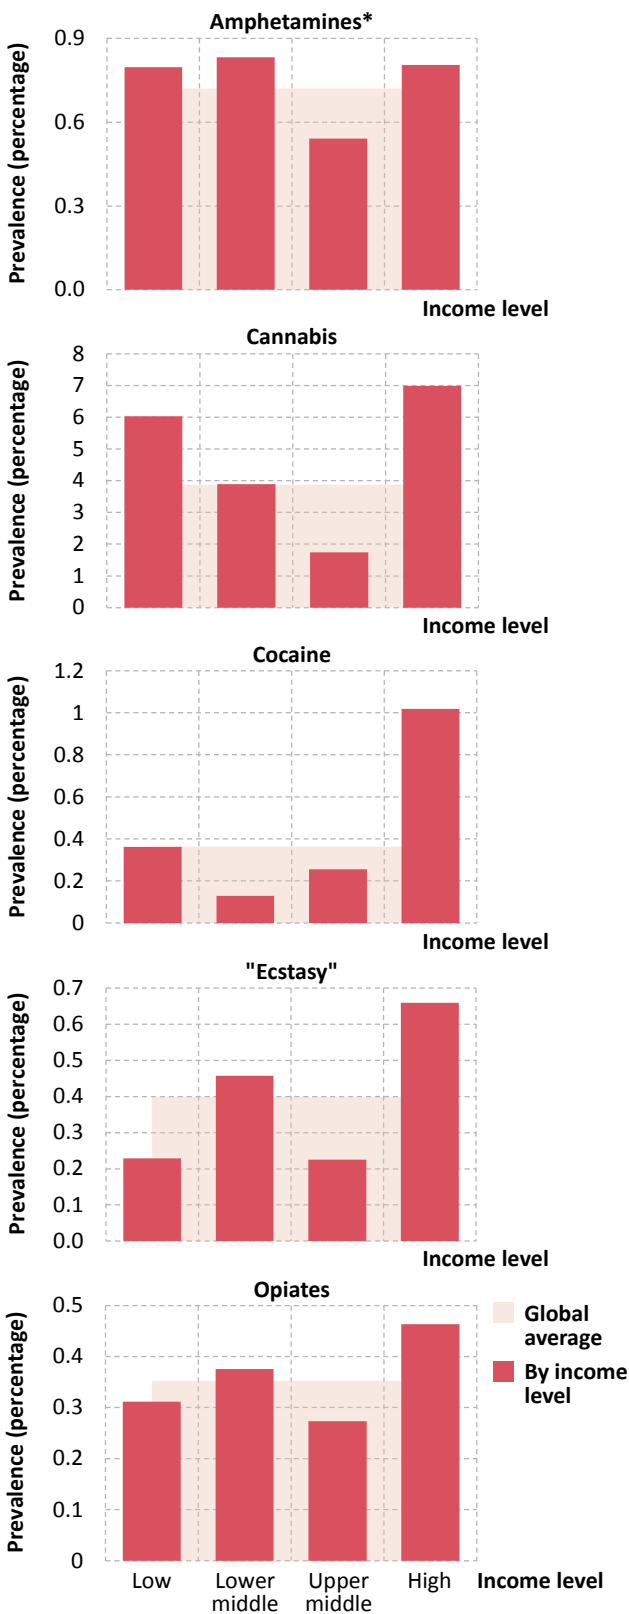 Amphetamines*
Prevalence (percentage)
0.9
0.6
0.3
0.0
Income level
Cannabis
Prevalence (percentage)
8
7
6
5
4
3
2
1
0
Income level
Cocaine
Prevalence (percentage)
1.2
1
0.8
0.6
0.4
0.2
0
Income level
"Ecstasy"
Prevalence (percentage)
0.7
0.6
0.5
0.4
0.3
0.2
0.1
0.0
Income level
Opiates
Prevalence (percentage)
0.5
0.4
0.3
0.2
0.1
0
Global
average
By income
level
Low
Lower
middle
Upper
middle
High
Income level